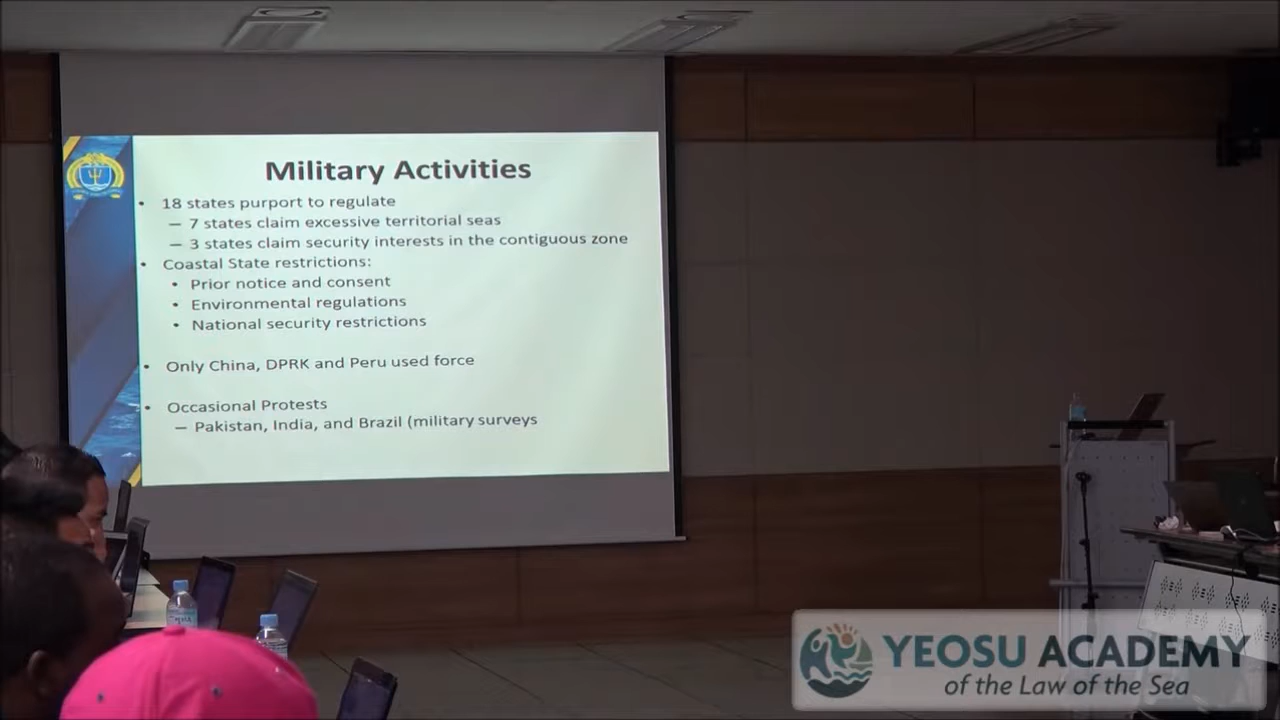 Military Activities
• 18 states purport to regulate
– 7 states claim excessive territorial seas
– 3 states claim security interests in the contiguous zone
• Coastal State restrictions:
• Prior notice and consent
• Environmental regulations
• National security restrictions
• Only China, DPRK and Peru used force
• Occasional Protests
– Pakistan, India, and Brazil (military surveys
YEOSU ACADEMY
of the Law of the Sea